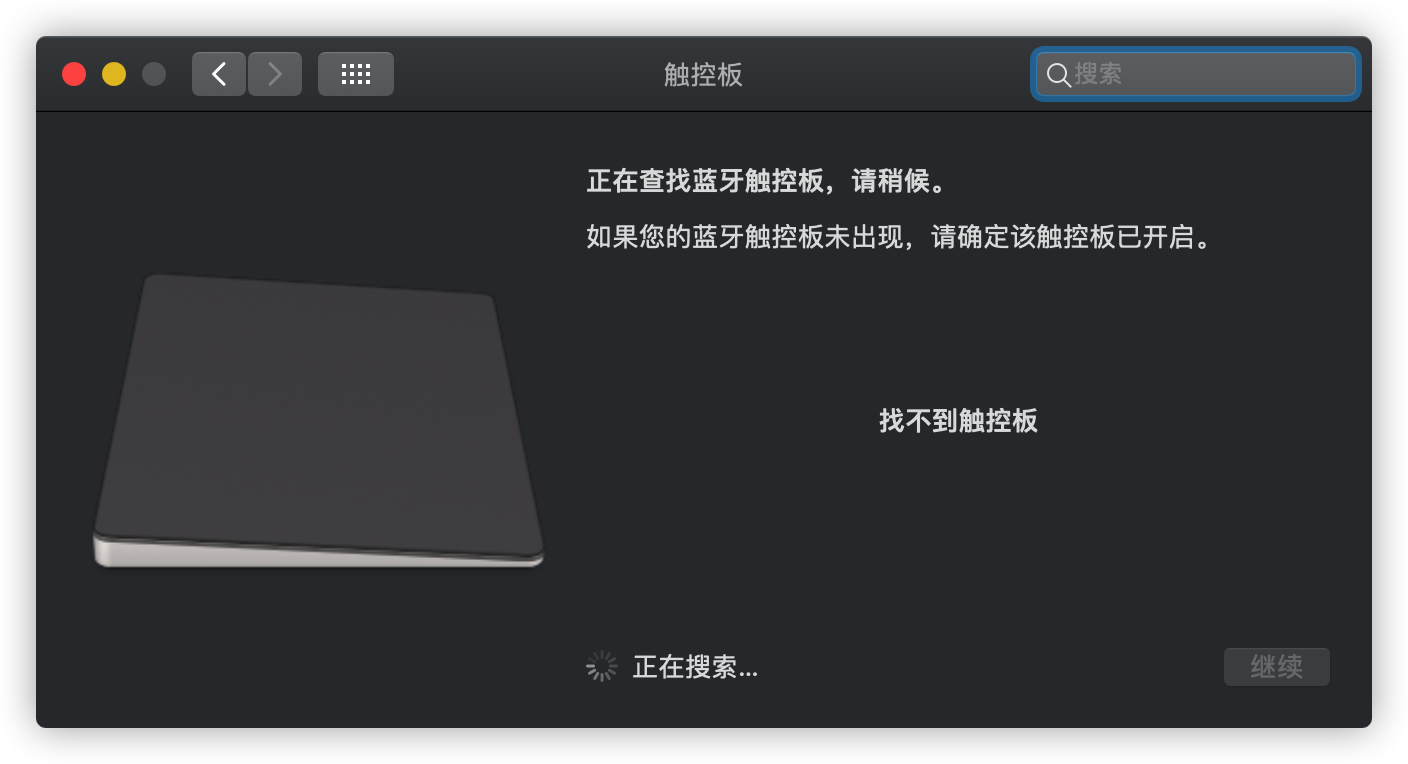 触控板
搜索
正在查找蓝牙触控板，请稍候。
如果您的蓝牙触控板未出现，请确定该触控板已开启。
找不到触控板
正在搜索...
继续